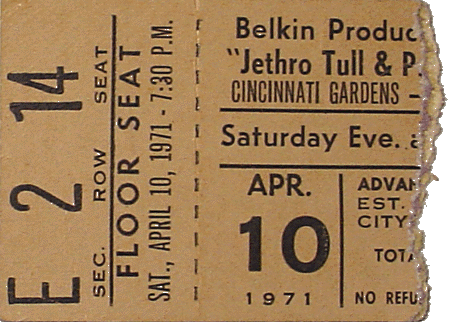 E 2 14
SEC. ROW SEAT
FLOOR SEAT
SAT., APRIL 10, 1971 - 7:30 P.M.
Belkin Produc
"Jethro Tull & P.
CINCINNATI GARDENS -
Saturday Eve.
APR.
10
1971
ADVAN
EST.
CITY
TOTA
NO REFU